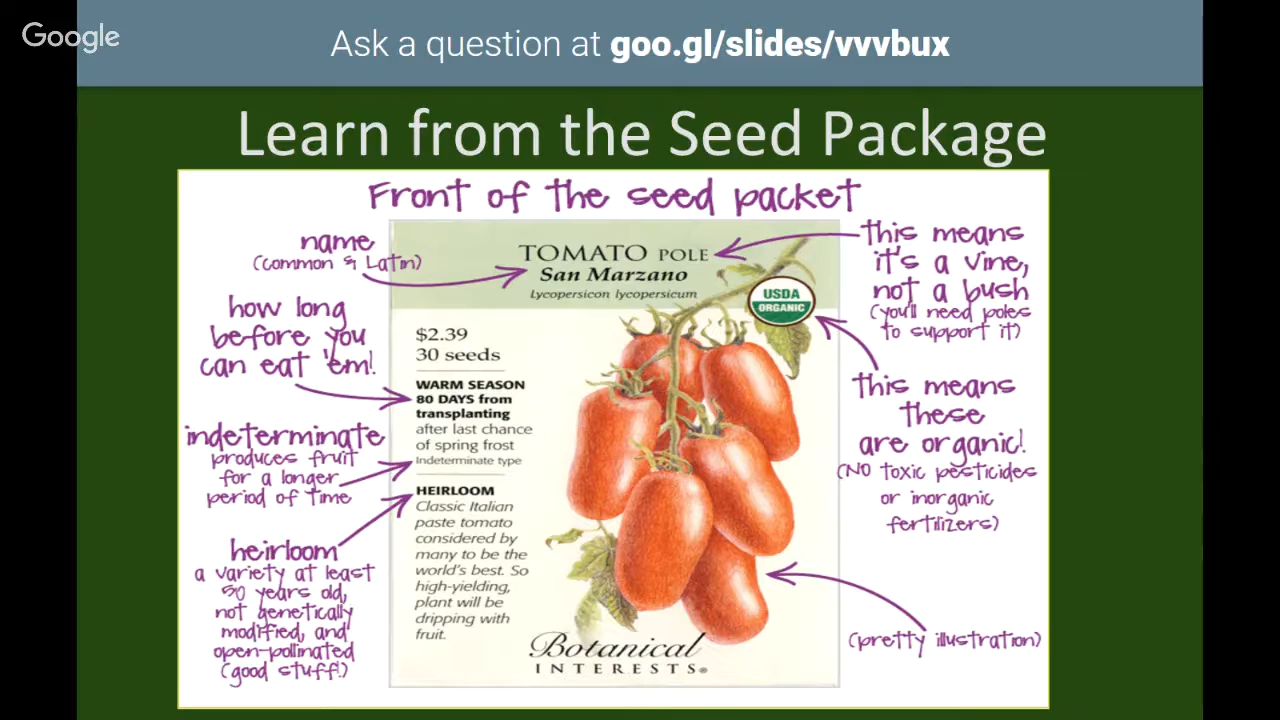 Google
Ask a question at goo.gl/slides/vvvbux
Learn from the Seed Package
Front of the seed packet
name
(common & Latin)
how long
before you
can eat 'em!
indeterminate
produces fruit
for a longer
period of time
heirloom
a variety at least
50 years old,
not genetically
modified, and
open-pollinated
(good stuff!)
TOMATO POLE
San Marzano
Lycopersicon lycopersicum
USDA
ORGANIC
$2.39
30 seeds
WARM SEASON
80 DAYS from
transplanting
after last chance
of spring frost
Indeterminate type
HEIRLOOM
Classic Italian
paste tomato
considered by
many to be the
world's best. So
high-yielding,
plant will be
dripping with
fruit.
Botanical
INTERESTS®
this means
it's a vine,
not a bush
(you'll need poles
to support it)
this means
these
are organic!
(NO toxic pesticides
or inorganic
fertilizers)
(pretty illustration)